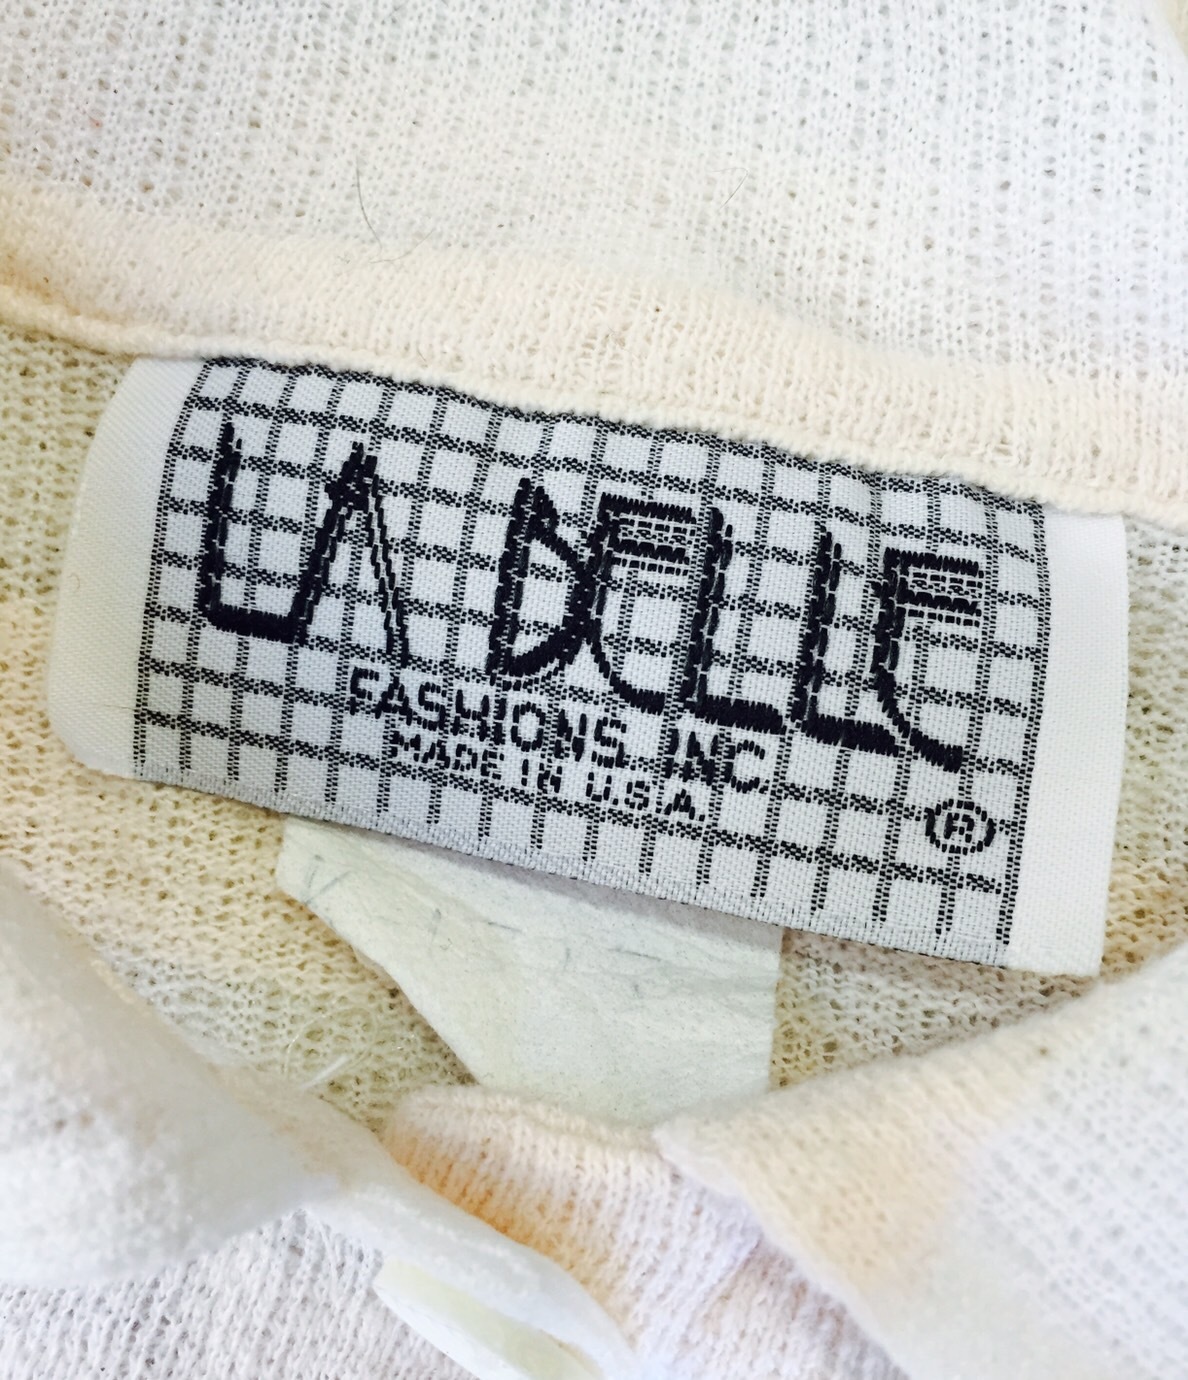 LA BELLE
FASHIONS, INC.
MADE IN U.S.A.
®